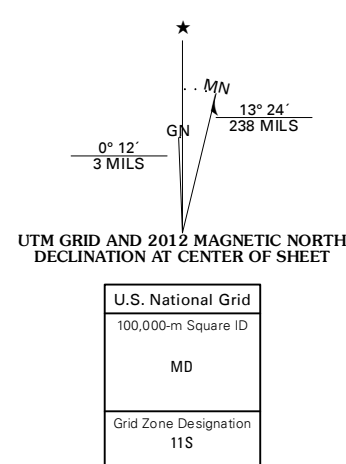 ★
MN
13° 24´
238 MILS
GN
0° 12´
3 MILS
UTM GRID AND 2012 MAGNETIC NORTH
DECLINATION AT CENTER OF SHEET
U.S. National Grid
100,000-m Square ID
MD
Grid Zone Designation
11S